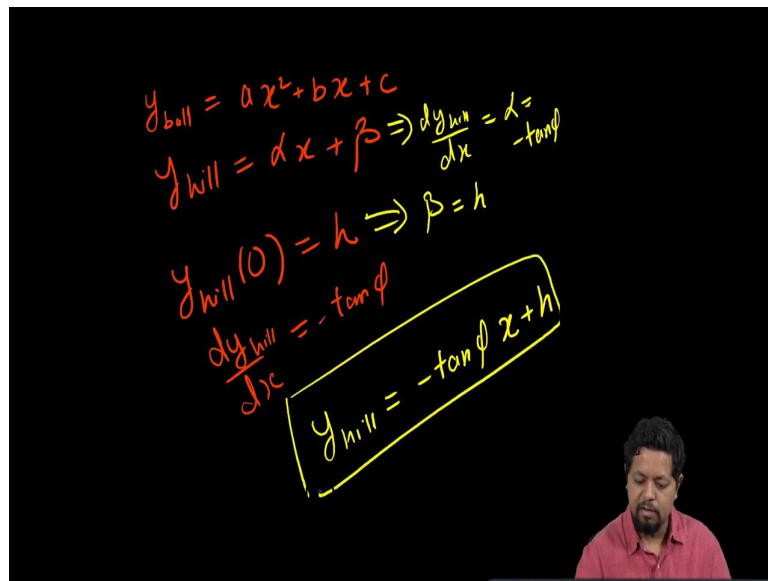 y_ball = ax²+bx+c
y_hill = αx + β ⇒ dy_hill/dx = α = -tanϕ
y_hill(0) = h ⇒ β = h
dy_hill/dx = -tanϕ
y_hill = -tanϕ x + h